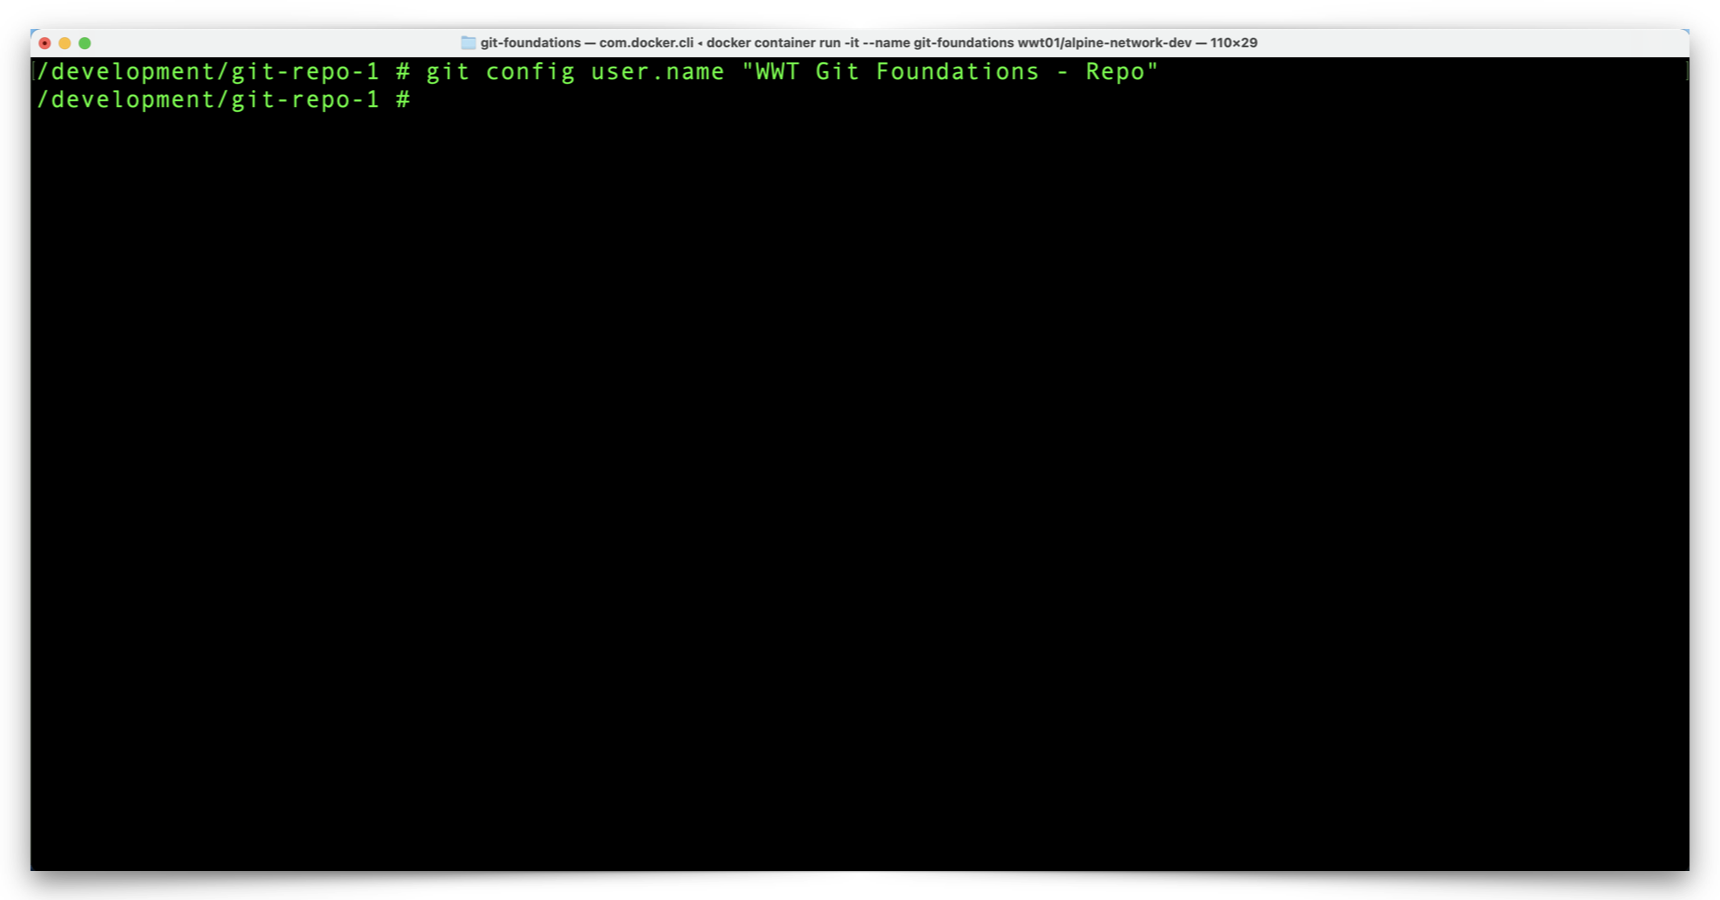 git-foundations — com.docker.cli ◂ docker container run -it --name git-foundations wwt01/alpine-network-dev — 110×29
/development/git-repo-1 # git config user.name "WWT Git Foundations - Repo"
/development/git-repo-1 #